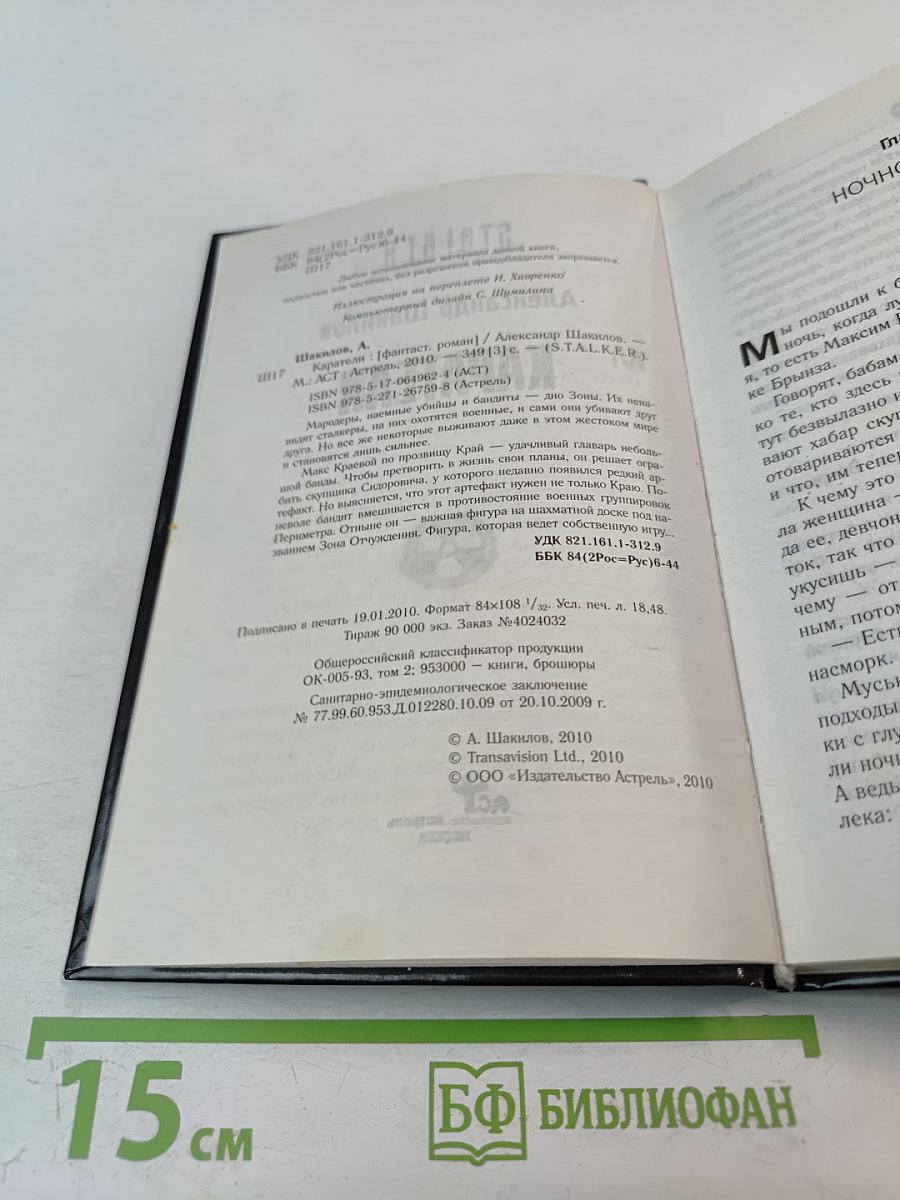 УДК 821.161.1-312.9
ББК 84(2Рос=Рус)6-44
Ш17
Любое использование материала данной книги,
полностью или частично, без разрешения правообладателя запрещается.
Иллюстрация на переплете И. Хивренко
Компьютерный дизайн С. Шумилина
Шакилов, А.
Ш17 Каратели : [фантаст. роман] / Александр Шакилов. —
М.: АСТ : Астрель, 2010. — 349 [3] с. — (S.T.A.L.K.E.R.).
ISBN 978-5-17-064962-4 (АСТ)
ISBN 978-5-271-26759-8 (Астрель)
Мародеры, наемные убийцы и бандиты — дно Зоны. Их нена-
видят сталкеры, на них охотятся военные, и сами они убивают друг
друга. Но все же некоторые выживают даже в этом жестоком мире
и становятся лишь сильнее.
Макс Краевой по прозвищу Край — удачливый главарь неболь-
шой банды. Чтобы претворить в жизнь свои планы, он решает огра-
бить скупщика Сидоровича, у которого недавно появился редкий ар-
тефакт. Но выясняется, что этот артефакт нужен не только Краю. По-
неволе бандит вмешивается в противостояние военных группировок
Периметра. Отныне он — важная фигура на шахматной доске под на-
званием Зона Отчуждения. Фигура, которая ведет собственную игру...
УДК 821.161.1-312.9
ББК 84(2Рос=Рус)6-44
Подписано в печать 19.01.2010. Формат 84×108 1/32. Усл. печ. л. 18,48.
Тираж 90 000 экз. Заказ №4024032
Общероссийский классификатор продукции
ОК-005-93, том 2; 953000 — книги, брошюры
Санитарно-эпидемиологическое заключение
№ 77.99.60.953.Д.012280.10.09 от 20.10.2009 г.
© А. Шакилов, 2010
© Transavision Ltd., 2010
© ООО «Издательство Астрель», 2010
Гла
НОЧНО
Мы подошли к б
ночь, когда лу
я, то есть Максим
ке Брынза.
Говорят, бабам
ко те, кто здесь
тут безвылазно и
вают хабар скуп
отовариваются
и что, им тепер
К чему это
ла женщина —
да ее, девчон
ток, так что
укусишь —
чему — от
ным, потом
— Есть
насморк.
Муськ
подходы
ки с глу
ли ночн
А ведь
лека:
15 см
БФ БИБЛИОФАН